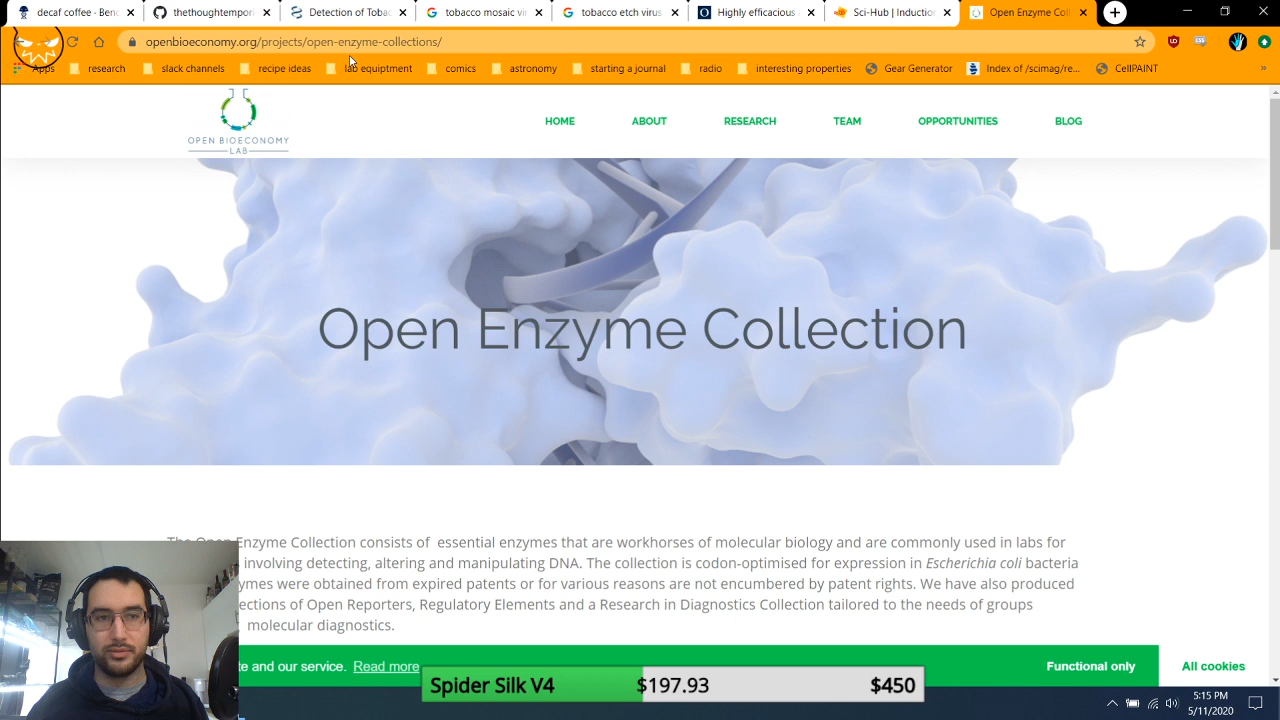 decaf coffee - Benc
thethoughtempori
Detection of Tobac
tobacco mosaic vir
tobacco etch virus
Highly efficacious
Sci-Hub | Induction
Open Enzyme Coll
openbioeconomy.org/projects/open-enzyme-collections/
Apps
research
slack channels
recipe ideas
lab equiptment
comics
astronomy
starting a journal
radio
interesting properties
Gear Generator
Index of /scimag/re...
CellPAINT
OPEN BIOECONOMY
LAB
HOME
ABOUT
RESEARCH
TEAM
OPPORTUNITIES
BLOG
Open Enzyme Collection
The Open Enzyme Collection consists of essential enzymes that are workhorses of molecular biology and are commonly used in labs for
involving detecting, altering and manipulating DNA. The collection is codon-optimised for expression in Escherichia coli bacteria
ymes were obtained from expired patents or for various reasons are not encumbered by patent rights. We have also produced
ections of Open Reporters, Regulatory Elements and a Research in Diagnostics Collection tailored to the needs of groups
molecular diagnostics.
te and our service. Read more
Functional only
All cookies
Spider Silk V4
$197.93
$450
5:15 PM
5/11/2020